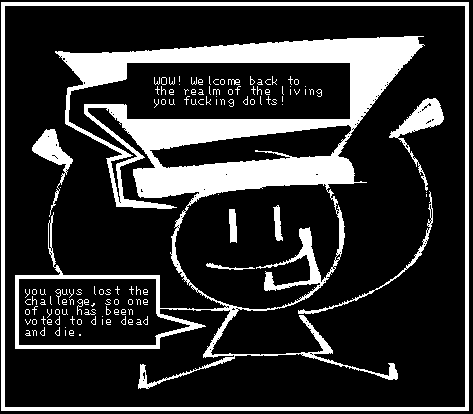 WOW! Welcome back to
the realm of the living
you fucking dolts!
you guys lost the
challenge, so one
of you has been
voted to die dead
and die.